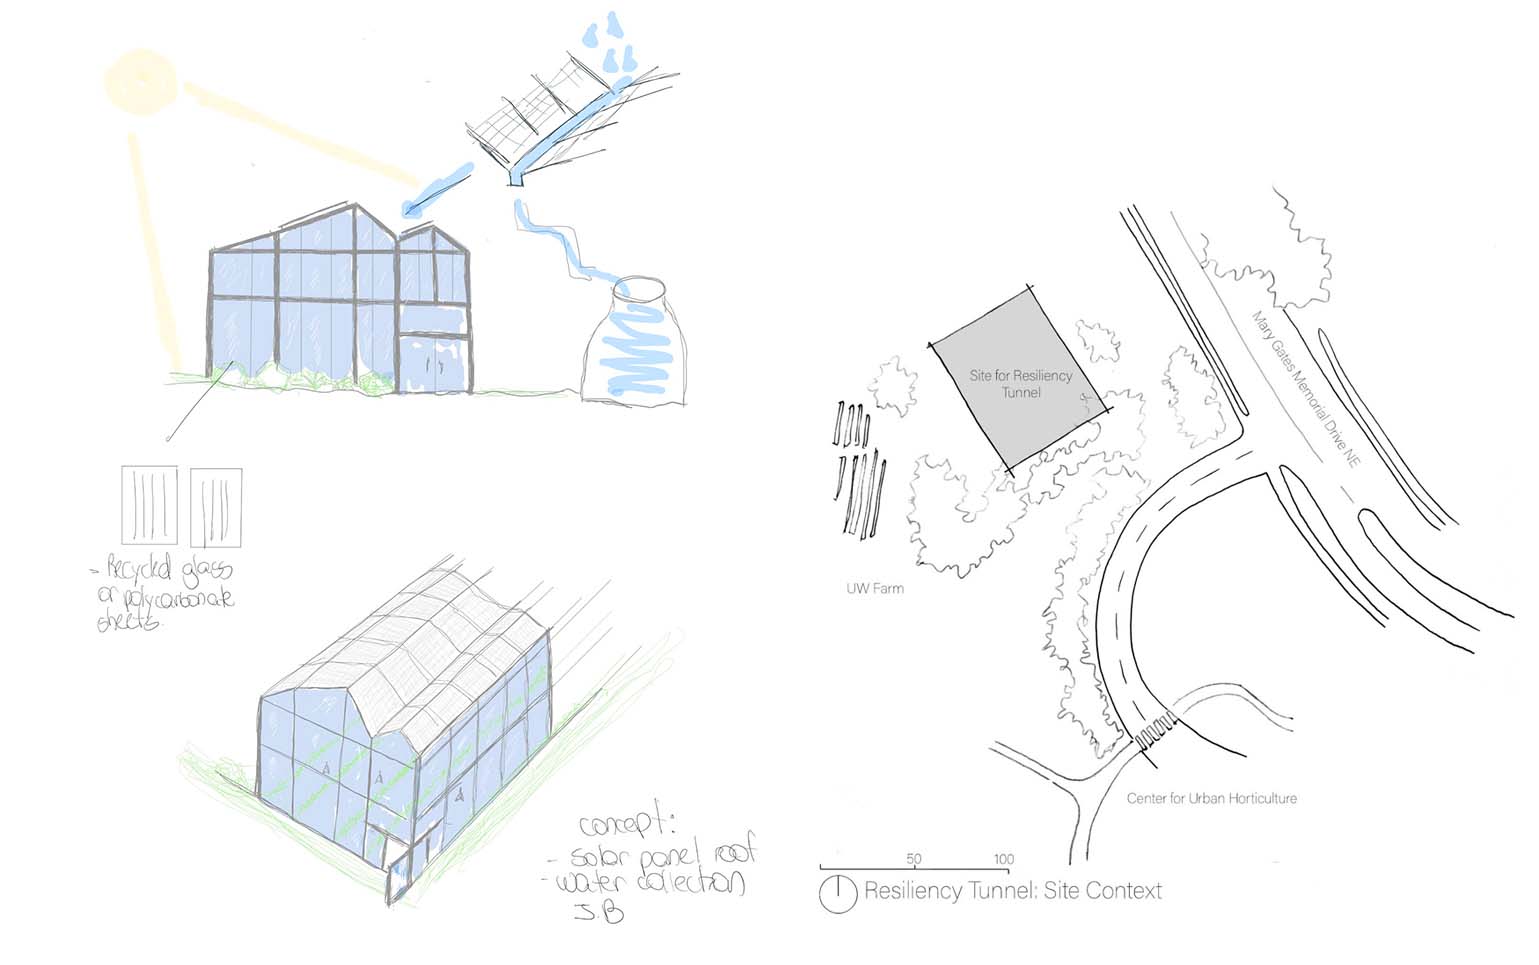 - Recycled glass
or polycarbonate
sheets.
concept:
- solar panel roof
- water collection
J.B
Site for Resiliency
Tunnel
Mary Gates Memorial Drive NE
UW Farm
Center for Urban Horticulture
50
100
Resiliency Tunnel: Site Context